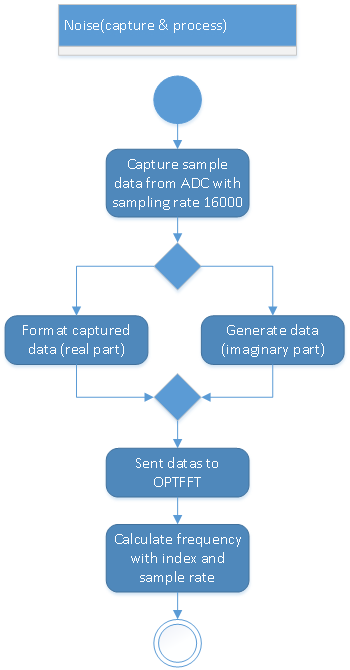 Noise(capture & process)
Capture sample
data from ADC with
sampling rate 16000
Format captured
data (real part)
Generate data
(imaginary part)
Sent datas to
OPTFFT
Calculate frequency
with index and
sample rate